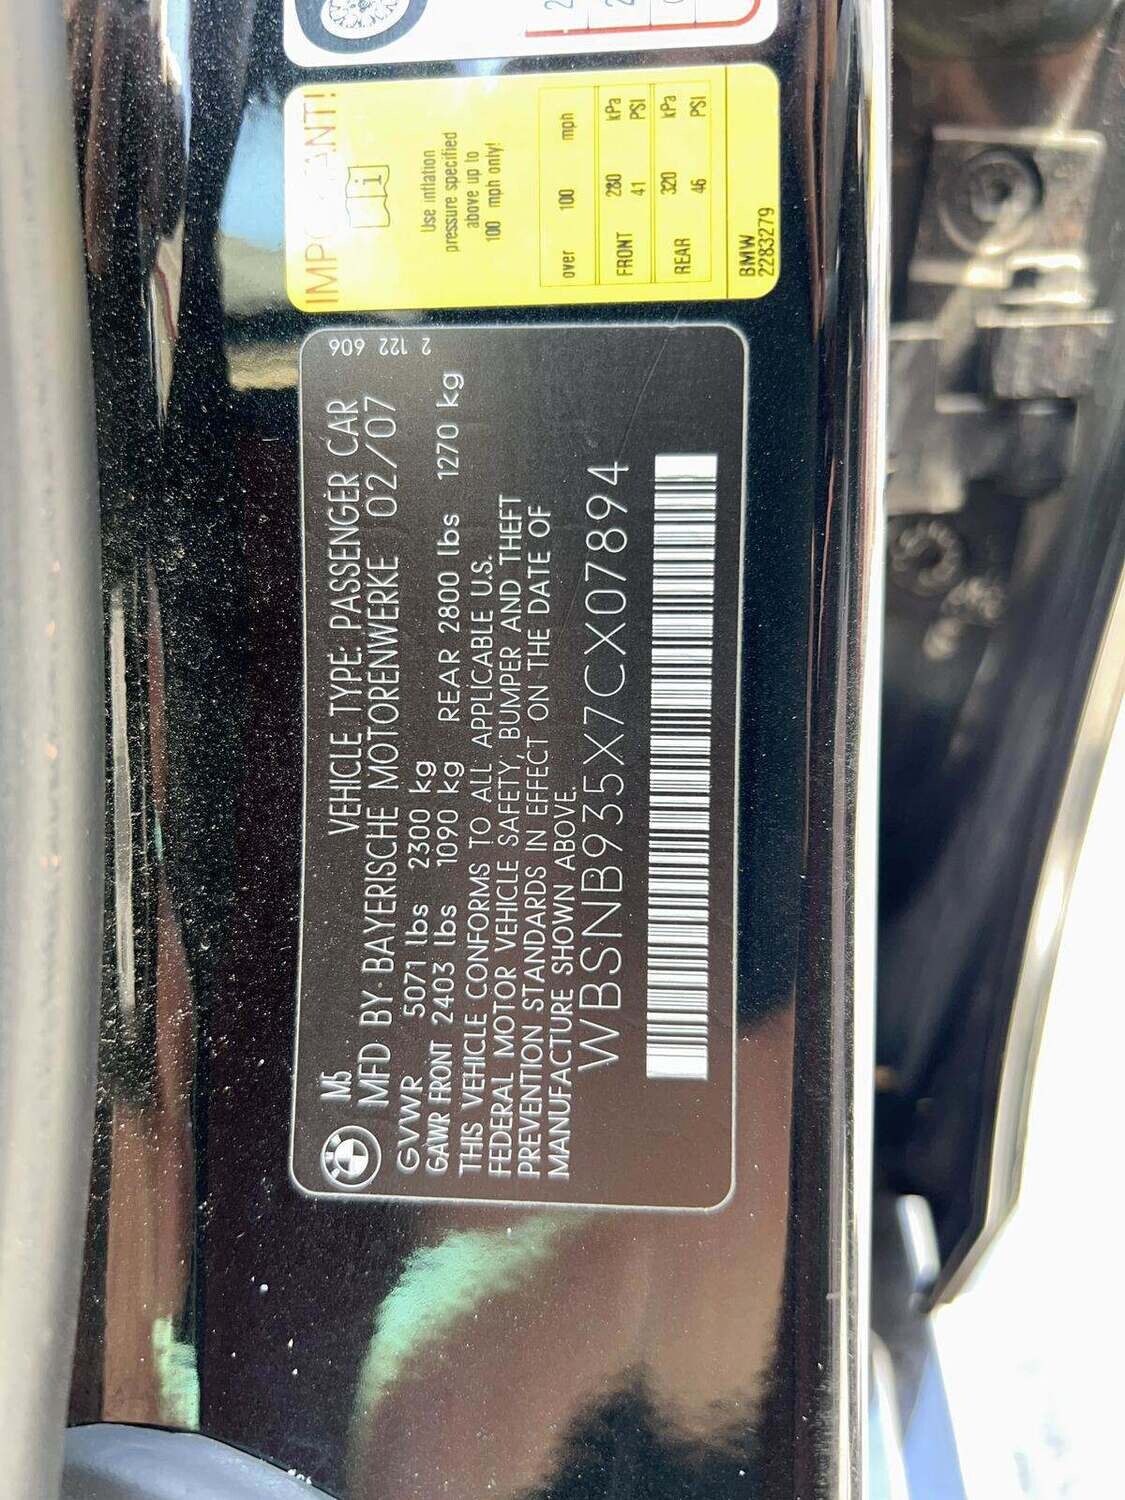 IMPORTANT!
Use inflation
pressure specified
above up to
100 mph only!
over 100 mph
FRONT 280 kPa
41 PSI
REAR 320 kPa
46 PSI
BMW
2283279
2 122 606
M5 VEHICLE TYPE: PASSENGER CAR
MFD BY·BAYERISCHE MOTORENWERKE 02/07
GVWR 5071 lbs 2300 kg
GAWR FRONT 2403 lbs 1090 kg REAR 2800 lbs 1270 kg
THIS VEHICLE CONFORMS TO ALL APPLICABLE U.S.
FEDERAL MOTOR VEHICLE SAFETY, BUMPER AND THEFT
PREVENTION STANDARDS IN EFFECT ON THE DATE OF
MANUFACTURE SHOWN ABOVE.
WBSNB935X7CX07894